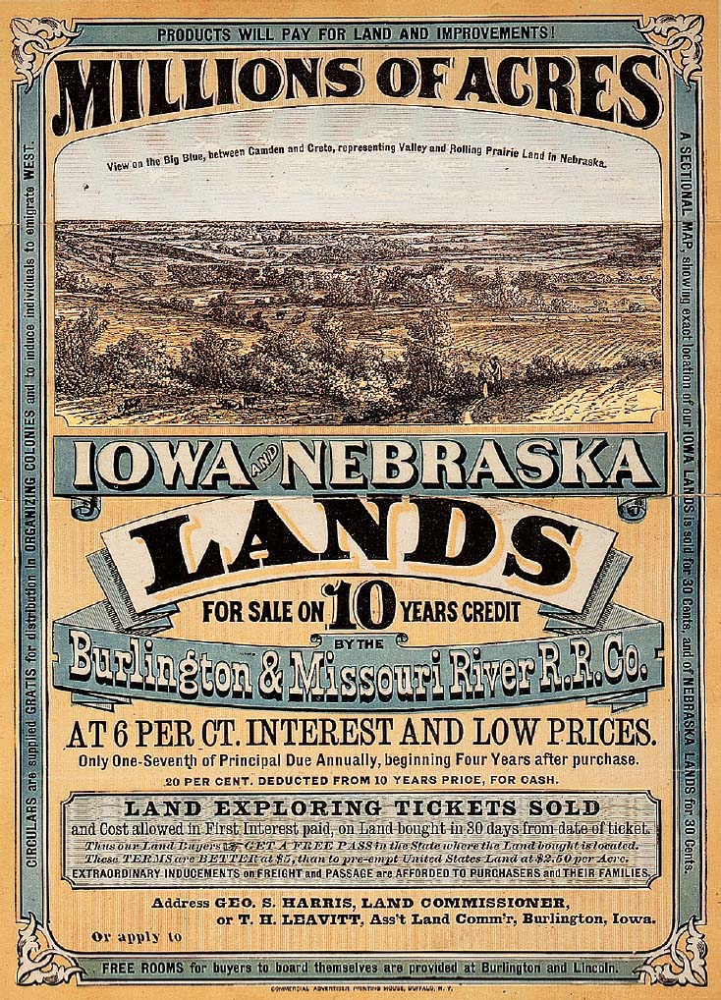 PRODUCTS WILL PAY FOR LAND AND IMPROVEMENTS!
MILLIONS OF ACRES
View on the Big Blue, between Camden and Crete, representing Valley and Rolling Prairie Land in Nebraska.
IOWA AND NEBRASKA
LANDS
FOR SALE ON 10 YEARS CREDIT
BY THE
Burlington & Missouri River R.R.Co.
AT 6 PER CT. INTEREST AND LOW PRICES.
Only One-Seventh of Principal Due Annually, beginning Four Years after purchase.
20 PER CENT. DEDUCTED FROM 10 YEARS PRICE, FOR CASH.
LAND EXPLORING TICKETS SOLD
and Cost allowed in First Interest paid, on Land bought in 30 days from date of ticket.
Thus our Land Buyers ☞ GET A FREE PASS in the State where the Land bought is located.
These TERMS are BETTER at $5, than to pre-empt United States Land at $2.50 per Acre.
EXTRAORDINARY INDUCEMENTS on FREIGHT and PASSAGE are AFFORDED TO PURCHASERS and THEIR FAMILIES.
Address GEO. S. HARRIS, LAND COMMISSIONER,
or T. H. LEAVITT, Ass't Land Comm'r, Burlington, Iowa.
Or apply to
FREE ROOMS for buyers to board themselves are provided at Burlington and Lincoln.
CIRCULARS are supplied GRATIS for distribution in ORGANIZING COLONIES and to induce individuals to emigrate WEST.
A SECTIONAL MAP, showing exact location of our IOWA LANDS is sold for 30 Cents, and of NEBRASKA LANDS for 30 Cents.
COMMERCIAL ADVERTISER PRINTING HOUSE, BUFFALO, N. Y.